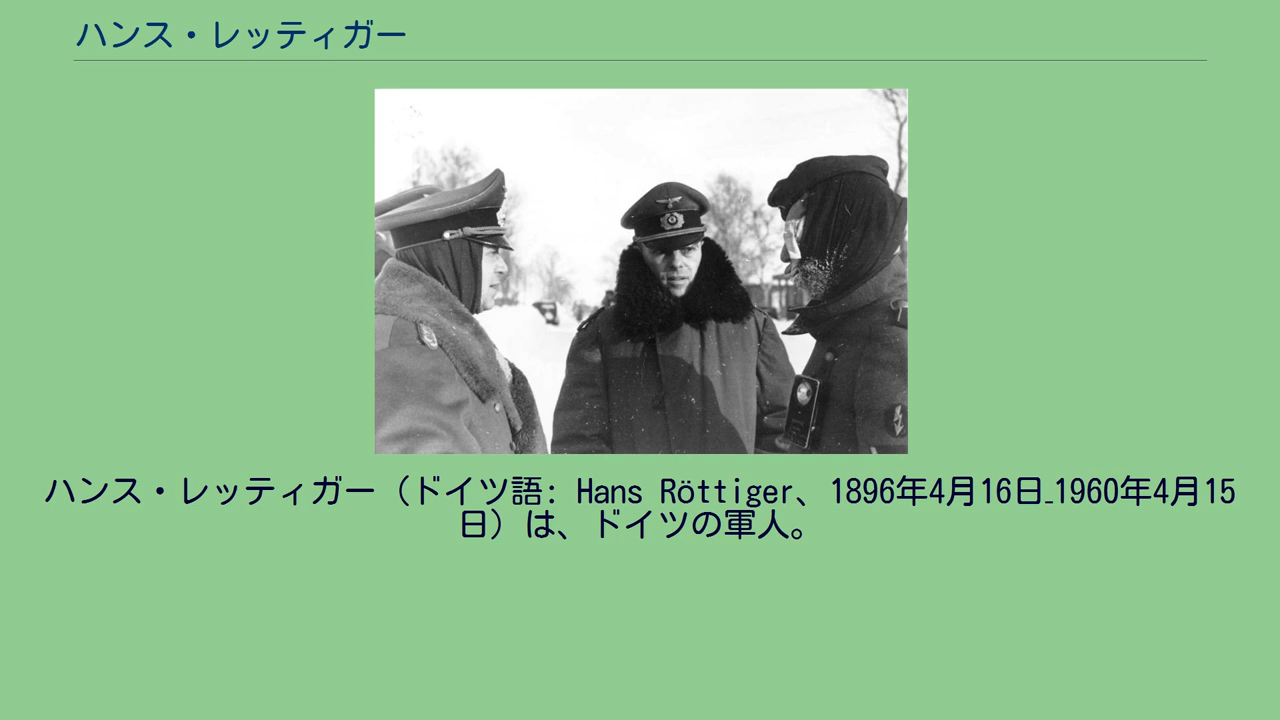 ハンス・レッティガー
ハンス・レッティガー（ドイツ語: Hans Röttiger、1896年4月16日-1960年4月15
日）は、ドイツの軍人。